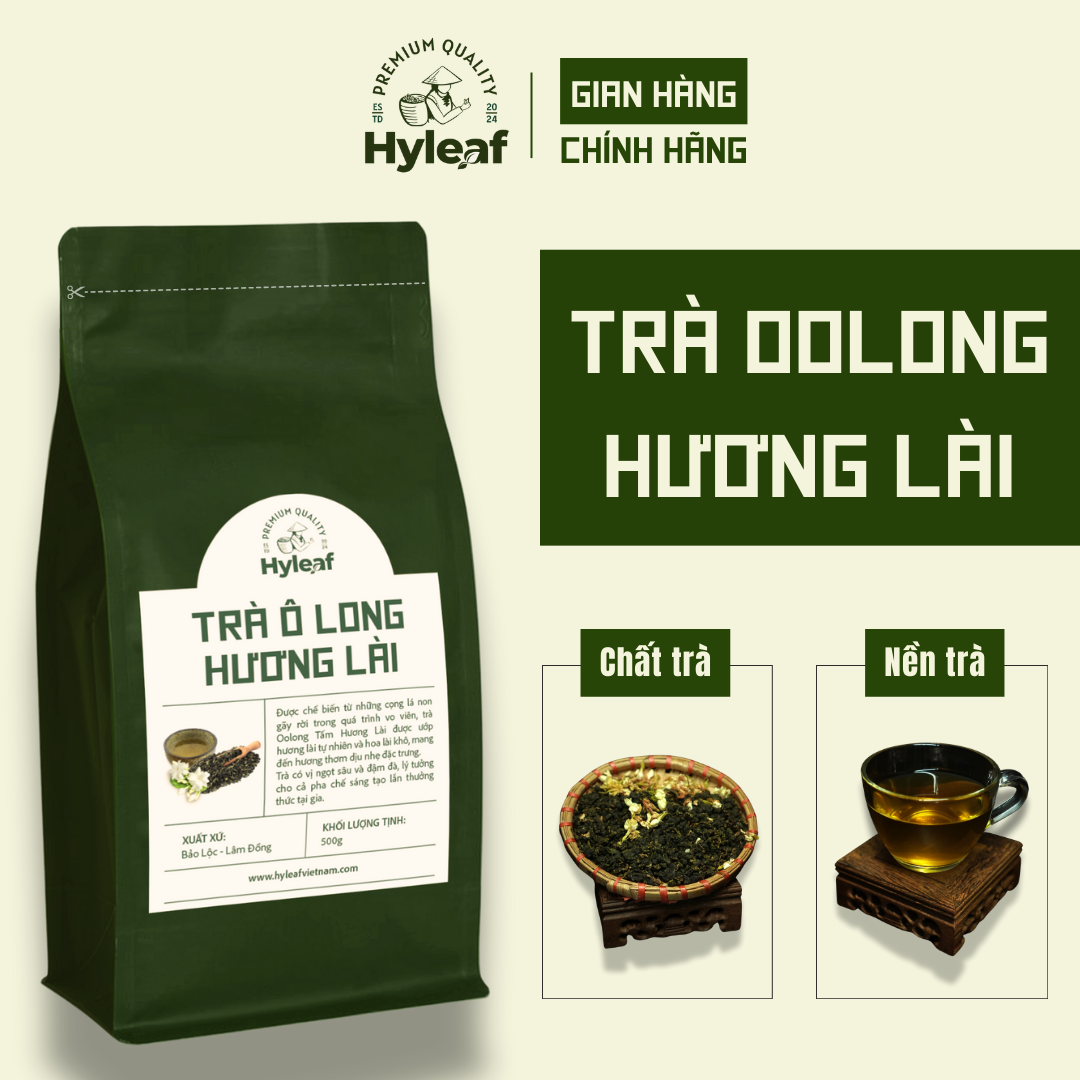 PREMIUM QUALITY
ES
TD
20
24
Hyleaf
GIAN HÀNG
CHÍNH HÃNG
TRÀ OOLONG
HƯƠNG LÀI
PREMIUM QUALITY
Hyleaf
TRÀ Ô LONG
HƯƠNG LÀI
Được chế biến từ những cọng lá non
gãy rời trong quá trình vo viên, trà
Oolong Tấm Hương Lài được ướp
hương lài tự nhiên và hoa lài khô, mang
đến hương thơm dịu nhẹ đặc trưng.
Trà có vị ngọt sâu và đậm đà, lý tưởng
cho cả pha chế sáng tạo lẫn thưởng
thức tại gia.
XUẤT XỨ:
Bảo Lộc - Lâm Đồng
KHỐI LƯỢNG TỊNH:
500g
www.hyleafvietnam.com
Chất trà
Nền trà